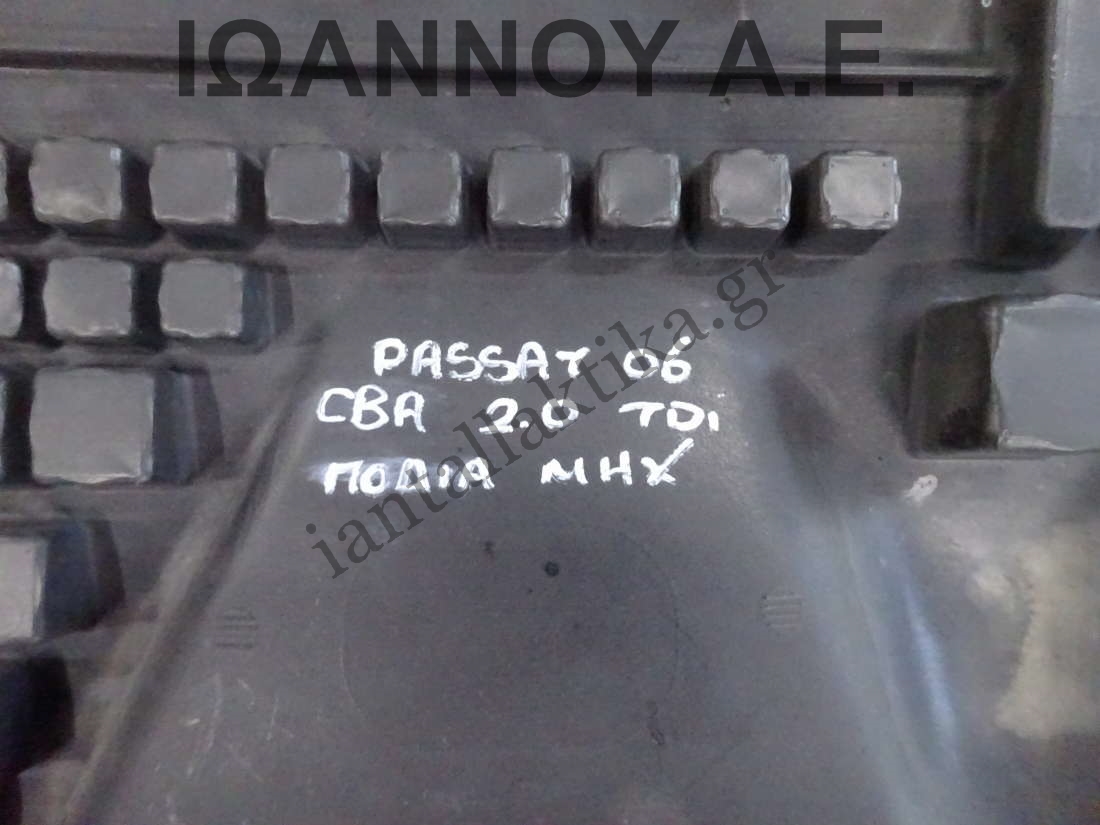 ΙΩΑΝΝΟΥ Α.Ε.
PASSAT 06
CBA 2.0 TDi
ΠΟΔΙΑ ΜΗΧ
iantallaktika.gr